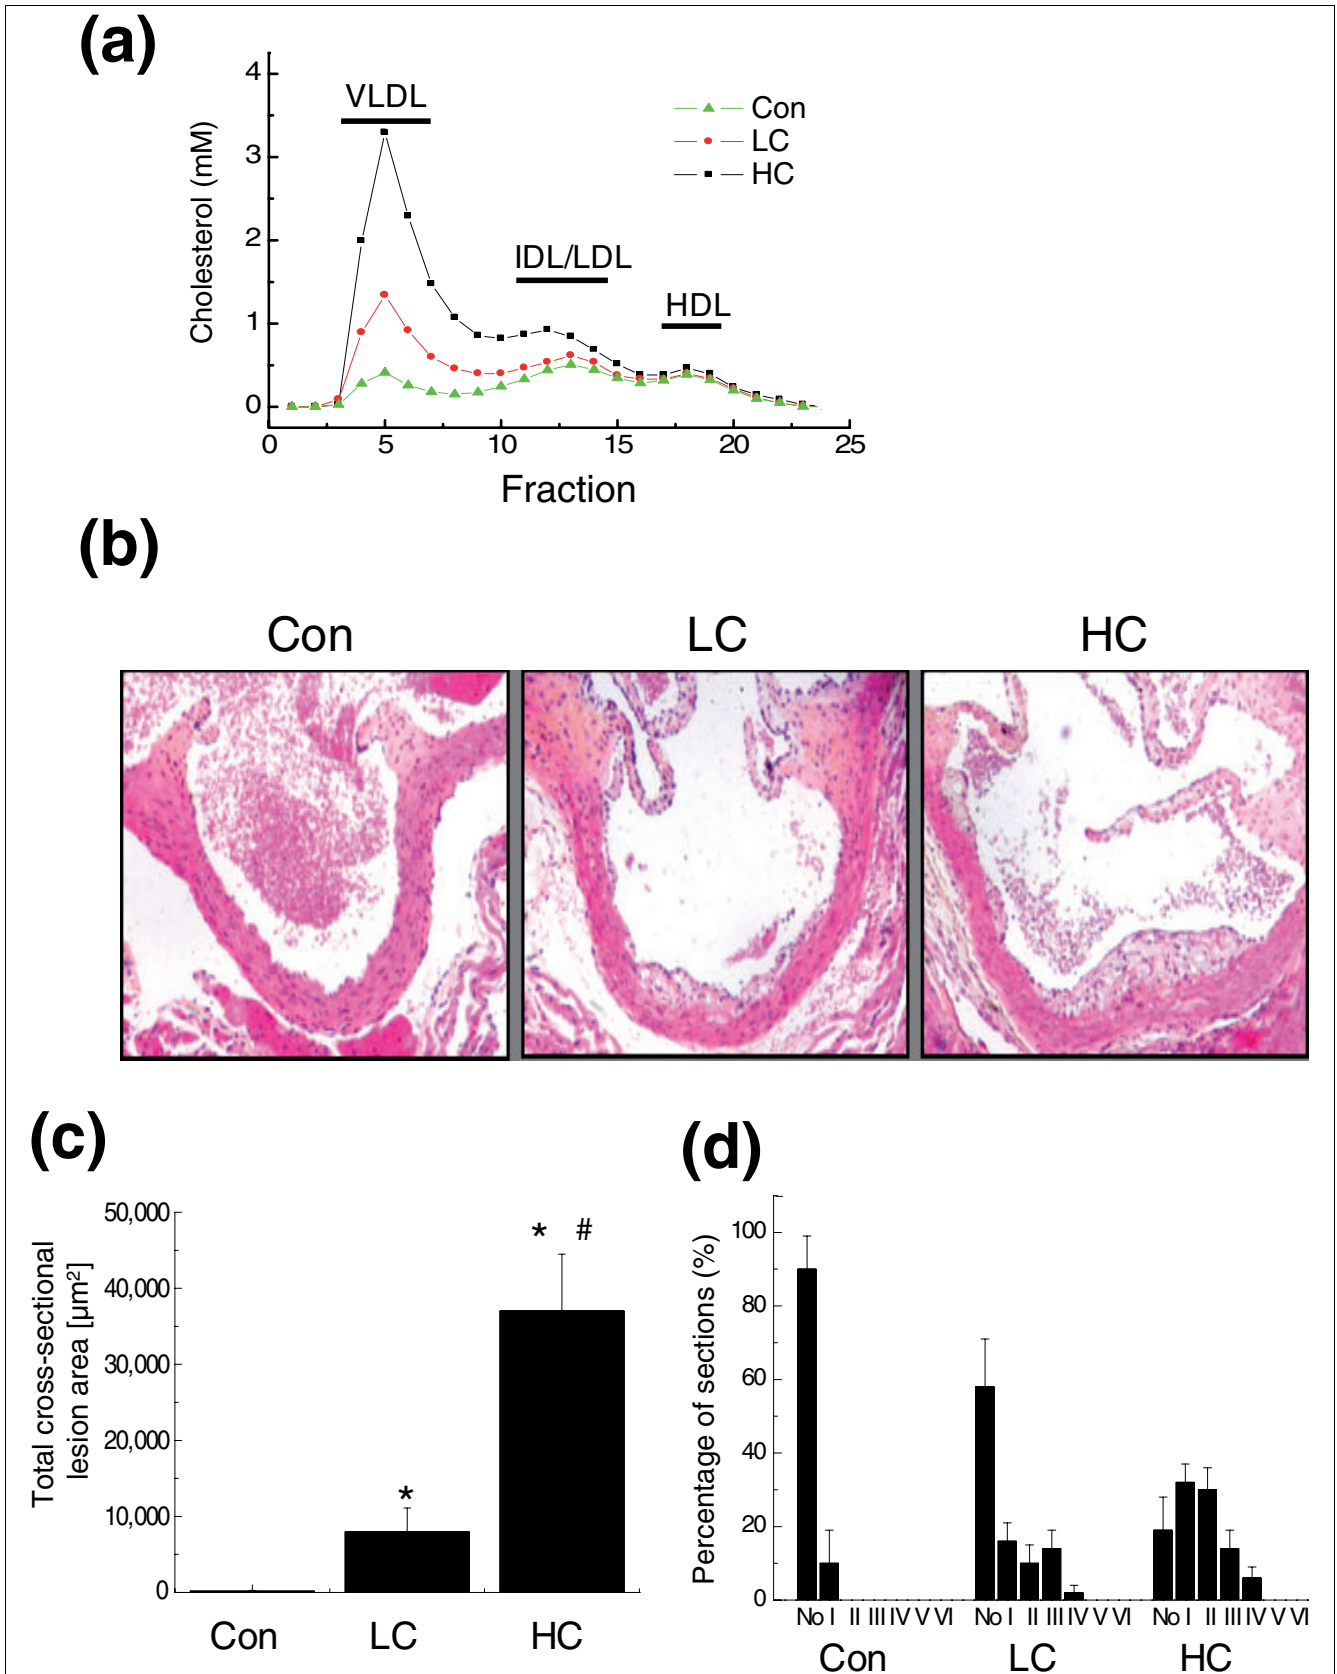 (a)
4
3
2
1
0
Cholesterol (mM)
VLDL
IDL/LDL
HDL
Con
LC
HC
0 5 10 15 20 25
Fraction
(b)
Con LC HC
(c)
50,000
40,000
30,000
20,000
10,000
0
Total cross-sectional
lesion area [µm²]
*
* #
Con LC HC
(d)
100
80
60
40
20
0
Percentage of sections (%)
No I II III IV V VI No I II III IV V VI No I II III IV V VI
Con LC HC